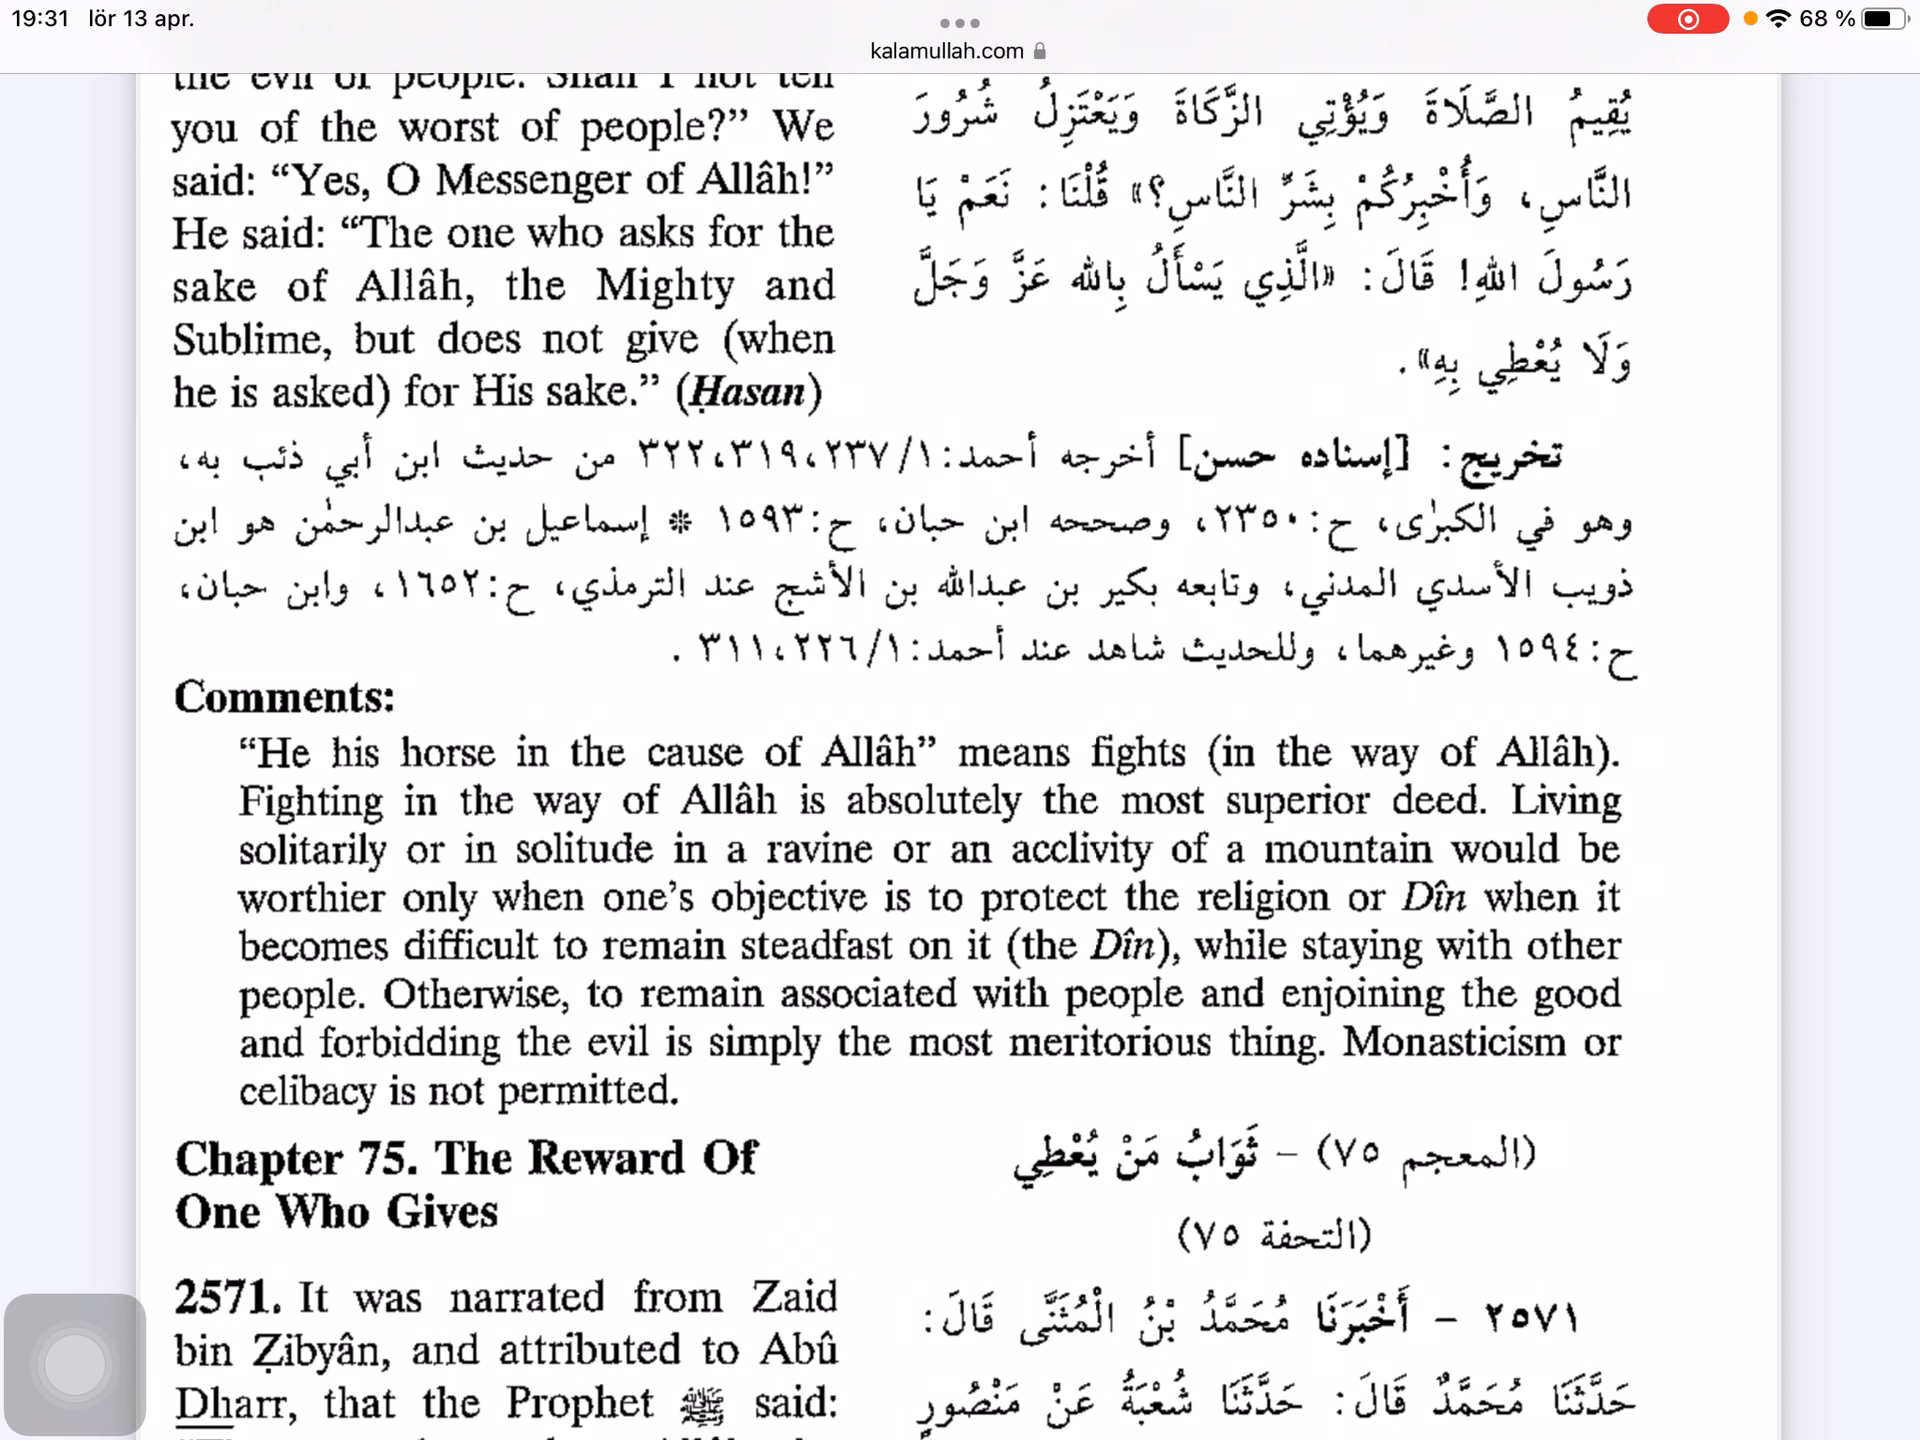 19:31 lör 13 apr.
68 %
kalamullah.com
the evil of people. Shall I not tell
you of the worst of people?” We
said: “Yes, O Messenger of Allâh!”
He said: “The one who asks for the
sake of Allâh, the Mighty and
Sublime, but does not give (when
he is asked) for His sake.” (Ḥasan)
يُقِيمُ الصَّلَاةَ وَيُؤْتِي الزَّكَاةَ وَيَعْتَزِلُ شُرُورَ
النَّاسِ، وَأُخْبِرُكُمْ بِشَرِّ النَّاسِ؟» قُلْنَا: نَعَمْ يَا
رَسُولَ اللهِ! قَالَ: «الَّذِي يَسْأَلُ بِاللهِ عَزَّ وَجَلَّ
وَلَا يُعْطِي بِهِ».
تخريج: [إسناده حسن] أخرجه أحمد: ١/ ٢٣٧،٣١٩،٣٢٢ من حديث ابن أبي ذئب به،
وهو في الكبرٰى، ح: ٢٣٥٠، وصححه ابن حبان، ح: ١٥٩٣ * إسماعيل بن عبدالرحمٰن هو ابن
ذويب الأسدي المدني، وتابعه بكير بن عبدالله بن الأشج عند الترمذي، ح: ١٦٥٢، وابن حبان،
ح: ١٥٩٤ وغيرهما، وللحديث شاهد عند أحمد: ١/ ٢٢٦،٣١١.
Comments:
“He his horse in the cause of Allâh” means fights (in the way of Allâh).
Fighting in the way of Allâh is absolutely the most superior deed. Living
solitarily or in solitude in a ravine or an acclivity of a mountain would be
worthier only when one’s objective is to protect the religion or Dîn when it
becomes difficult to remain steadfast on it (the Dîn), while staying with other
people. Otherwise, to remain associated with people and enjoining the good
and forbidding the evil is simply the most meritorious thing. Monasticism or
celibacy is not permitted.
Chapter 75. The Reward Of
One Who Gives
(المعجم ٧٥) - ثَوَابُ مَنْ يُعْطِي
(التحفة ٧٥)
2571. It was narrated from Zaid
bin Ẓibyân, and attributed to Abû
Dharr, that the Prophet ﷺ said:
٢٥٧١ - أَخْبَرَنَا مُحَمَّدُ بْنُ الْمُثَنَّى قَالَ:
حَدَّثَنَا مُحَمَّدٌ قَالَ: حَدَّثَنَا شُعْبَةُ عَنْ مَنْصُورٍ